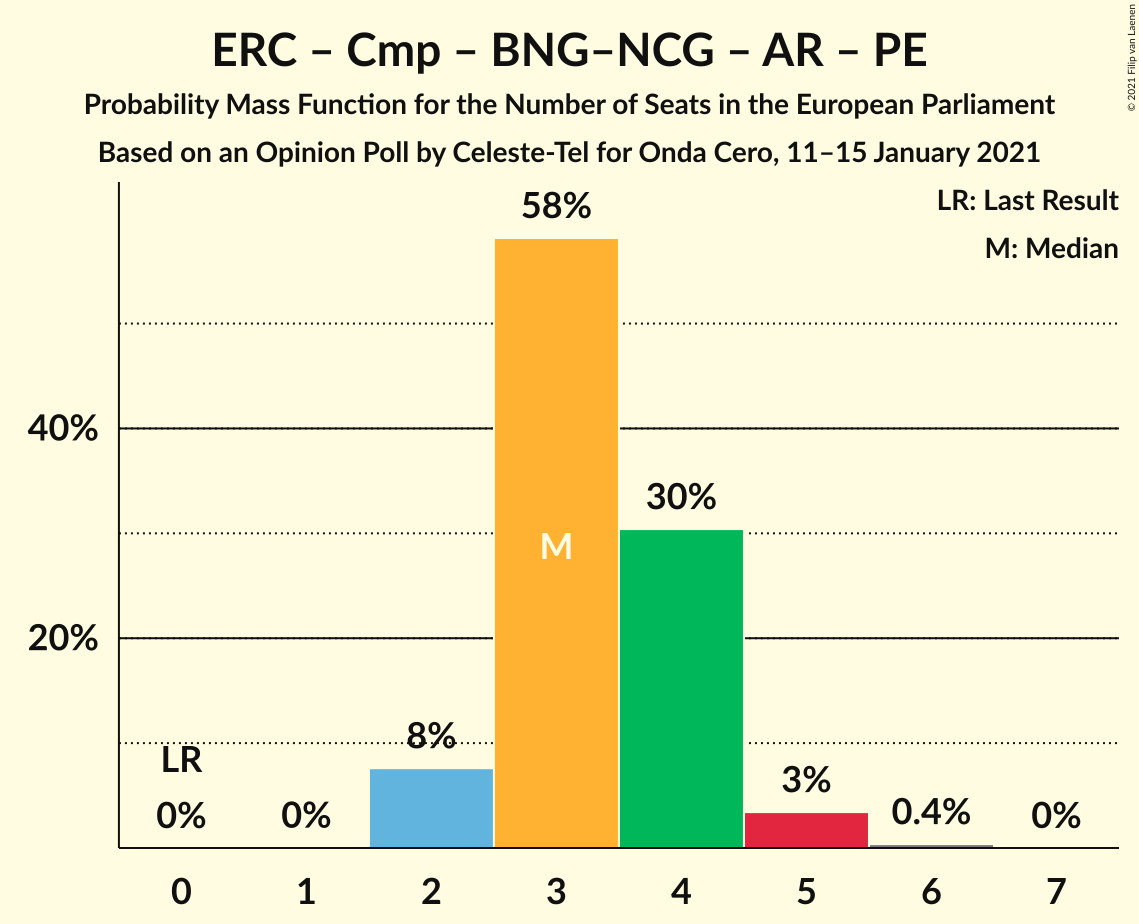 ERC – Cmp – BNG–NCG – AR – PE
Probability Mass Function for the Number of Seats in the European Parliament
Based on an Opinion Poll by Celeste-Tel for Onda Cero, 11–15 January 2021
© 2021 Filip van Laenen
LR: Last Result
M: Median
58%
40%
30%
M
20%
8%
LR
3%
0%
0%
0.4%
0%
0 1 2 3 4 5 6 7